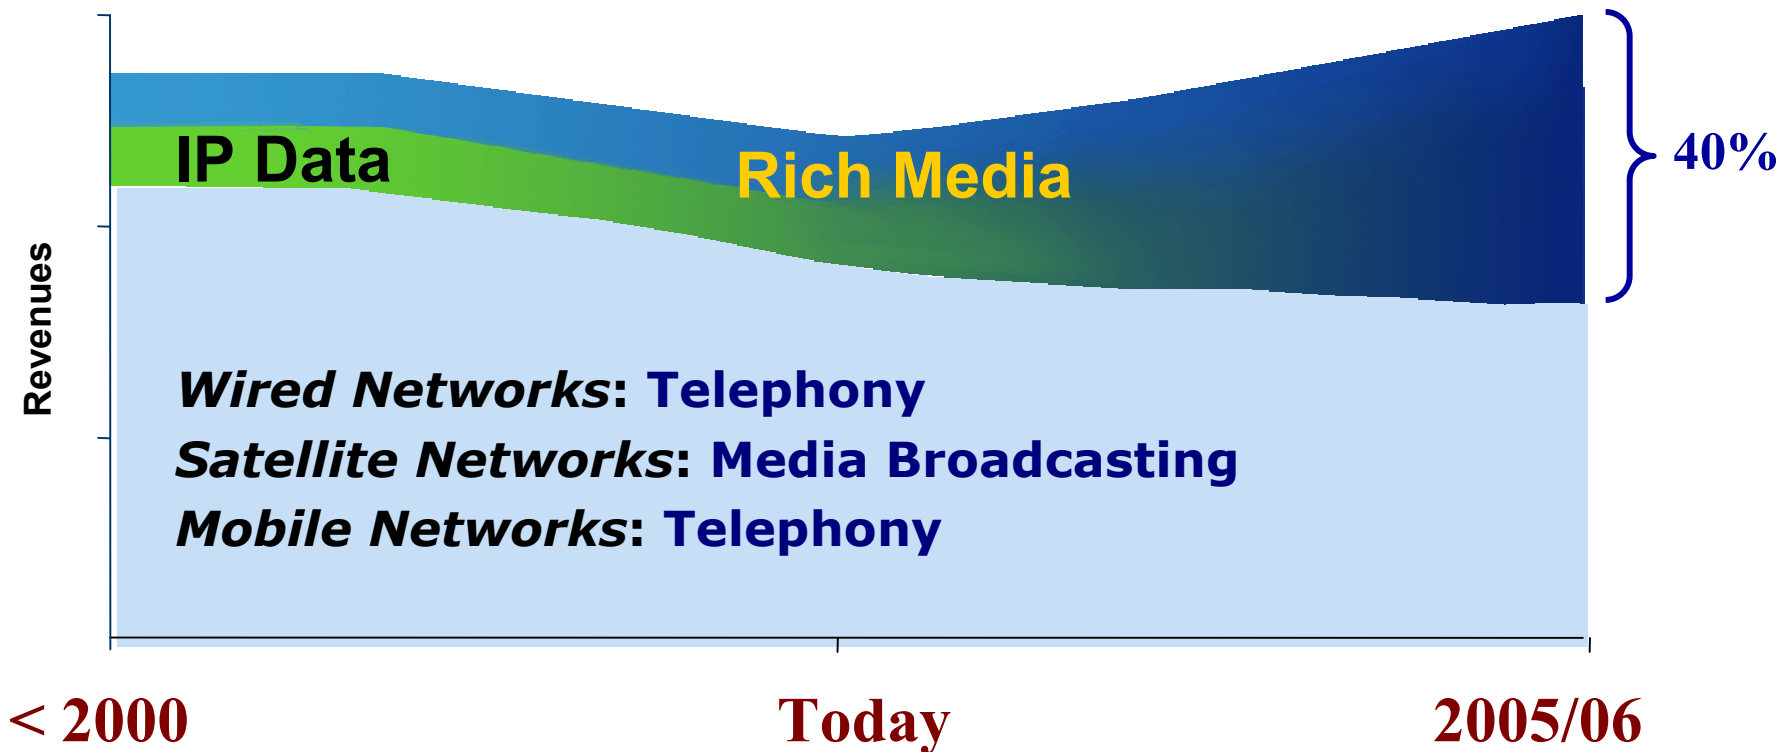 IP Data
Rich Media
40%
Revenues
Wired Networks: Telephony
Satellite Networks: Media Broadcasting
Mobile Networks: Telephony
< 2000
Today
2005/06